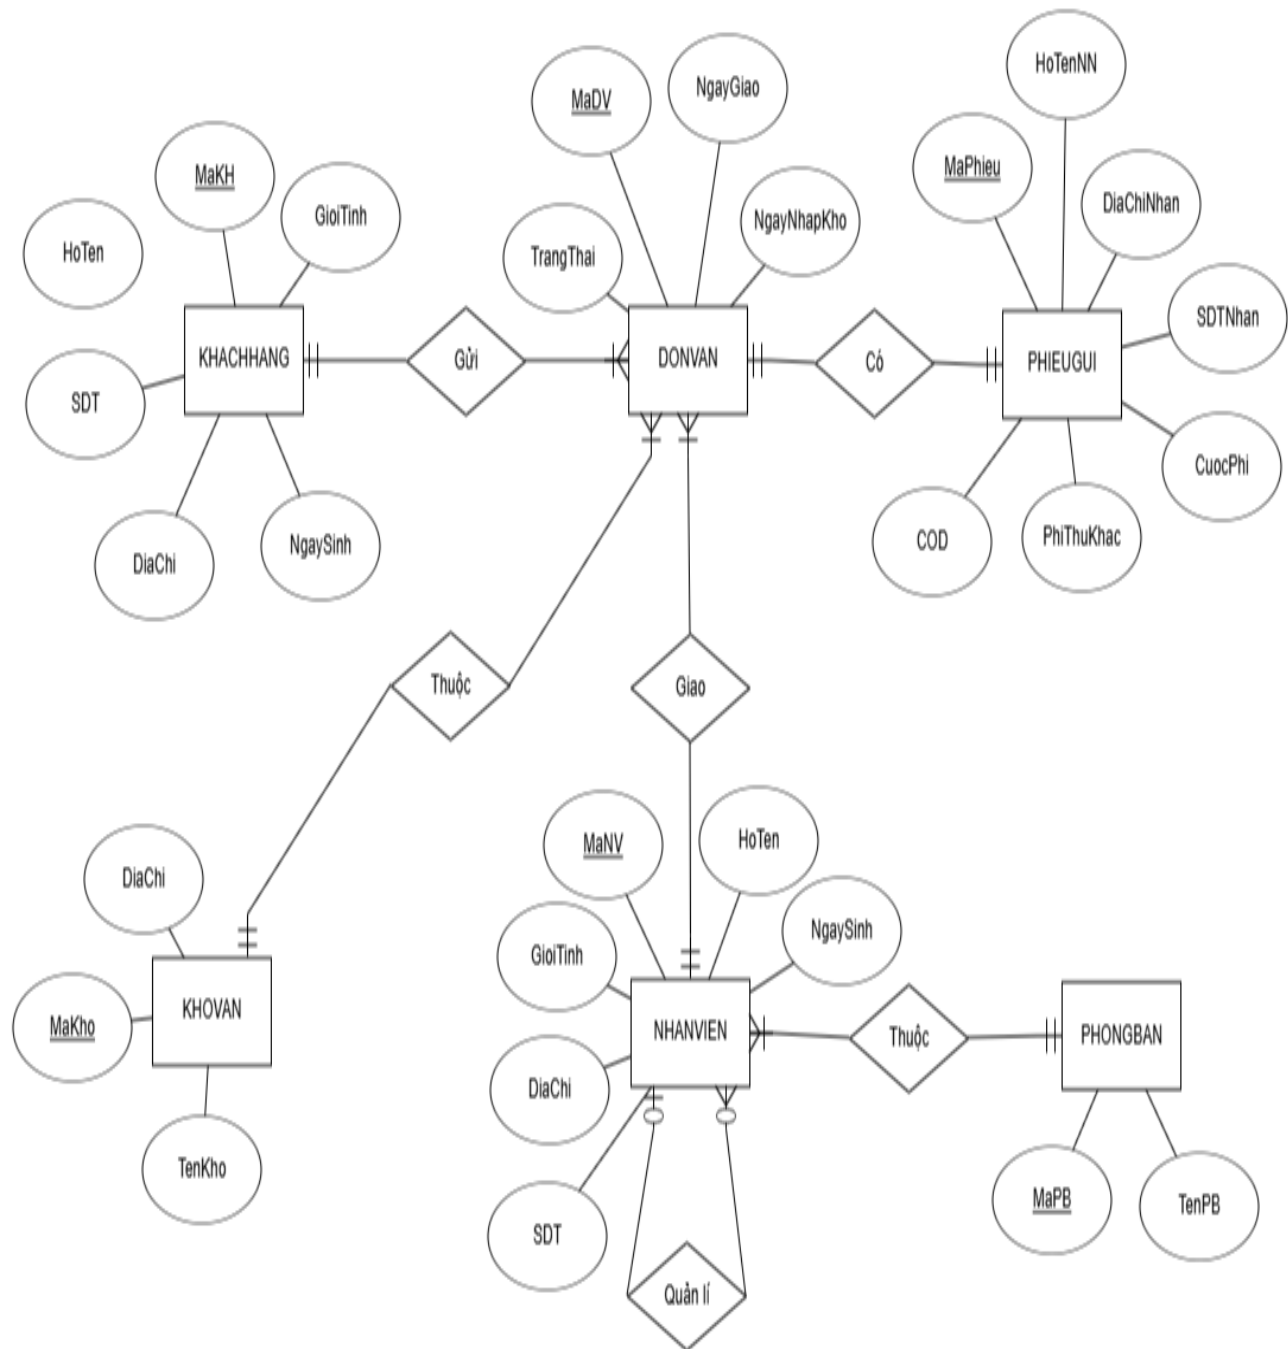 HoTenNN
NgayGiao
MaDV
MaPhieu
MaKH
DiaChiNhan
GioiTinh
NgayNhapKho
HoTen
TrangThai
SDTNhan
KHACHHANG
Gửi
DONVAN
Có
PHIEUGUI
SDT
CuocPhi
NgaySinh
COD
PhiThuKhac
DiaChi
Thuộc
Giao
MaNV
HoTen
DiaChi
NgaySinh
GioiTinh
KHOVAN
MaKho
NHANVIEN
Thuộc
PHONGBAN
DiaChi
TenKho
MaPB
TenPB
SDT
Quản lí